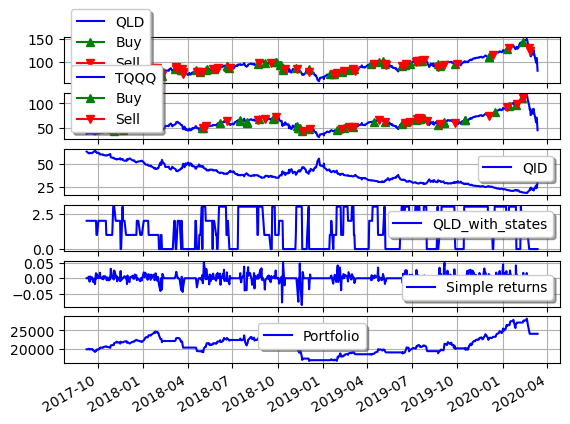 QLD
Buy
Sell
150
100
TQQQ
Buy
Sell
100
50
QID
50
25
QLD_with_states
2.5
0.0
Simple returns
0.05
0.00
−0.05
Portfolio
25000
20000
2017-10
2018-01
2018-04
2018-07
2018-10
2019-01
2019-04
2019-07
2019-10
2020-01
2020-04